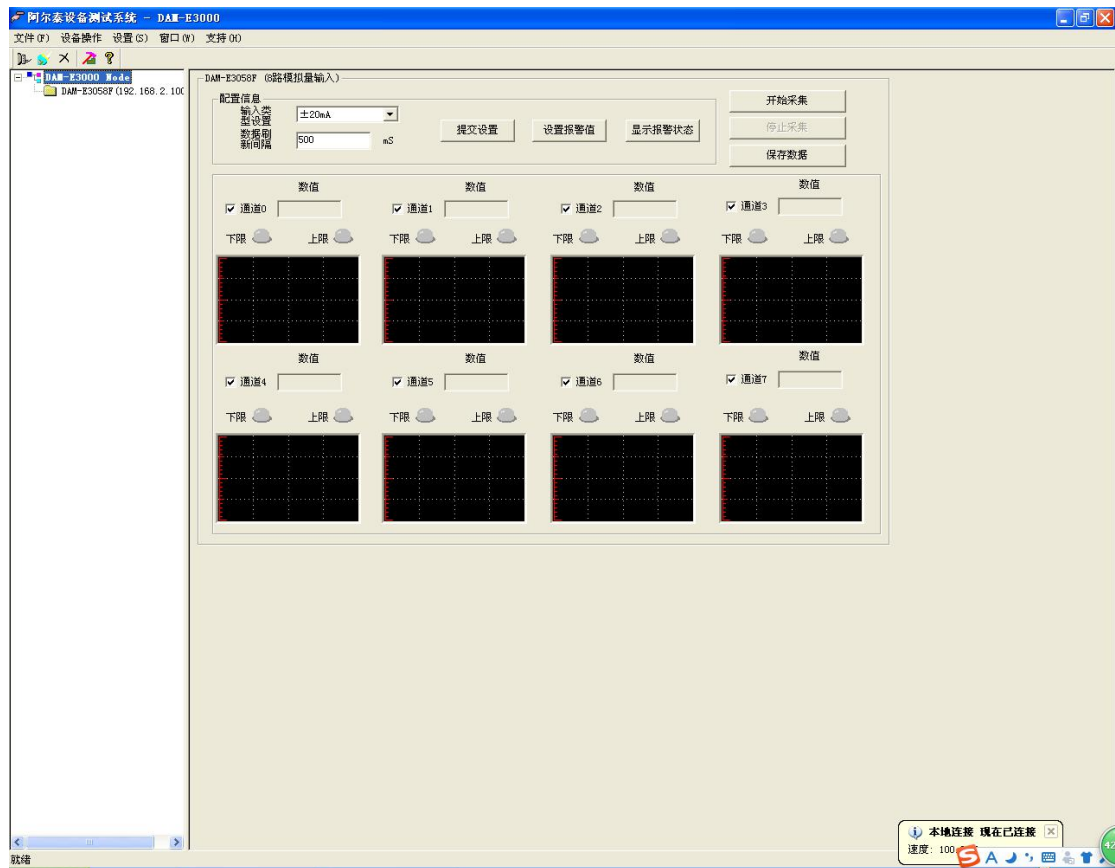 阿尔泰设备测试系统 - DAM-E3000
文件(F) 设备操作 设置(S) 窗口(W) 支持(H)
DAM-E3000 Node
DAM-E3058F(192.168.2.100
DAM-E3058F (8路模拟量输入)
配置信息
输入类型设置 ±20mA
数据刷新间隔 500 mS
提交设置 设置报警值 显示报警状态
开始采集
停止采集
保存数据
数值 数值 数值 数值
通道0 通道1 通道2 通道3
下限 上限 下限 上限 下限 上限 下限 上限
数值 数值 数值 数值
通道4 通道5 通道6 通道7
下限 上限 下限 上限 下限 上限 下限 上限
本地连接 现在已连接
速度: 100
就绪